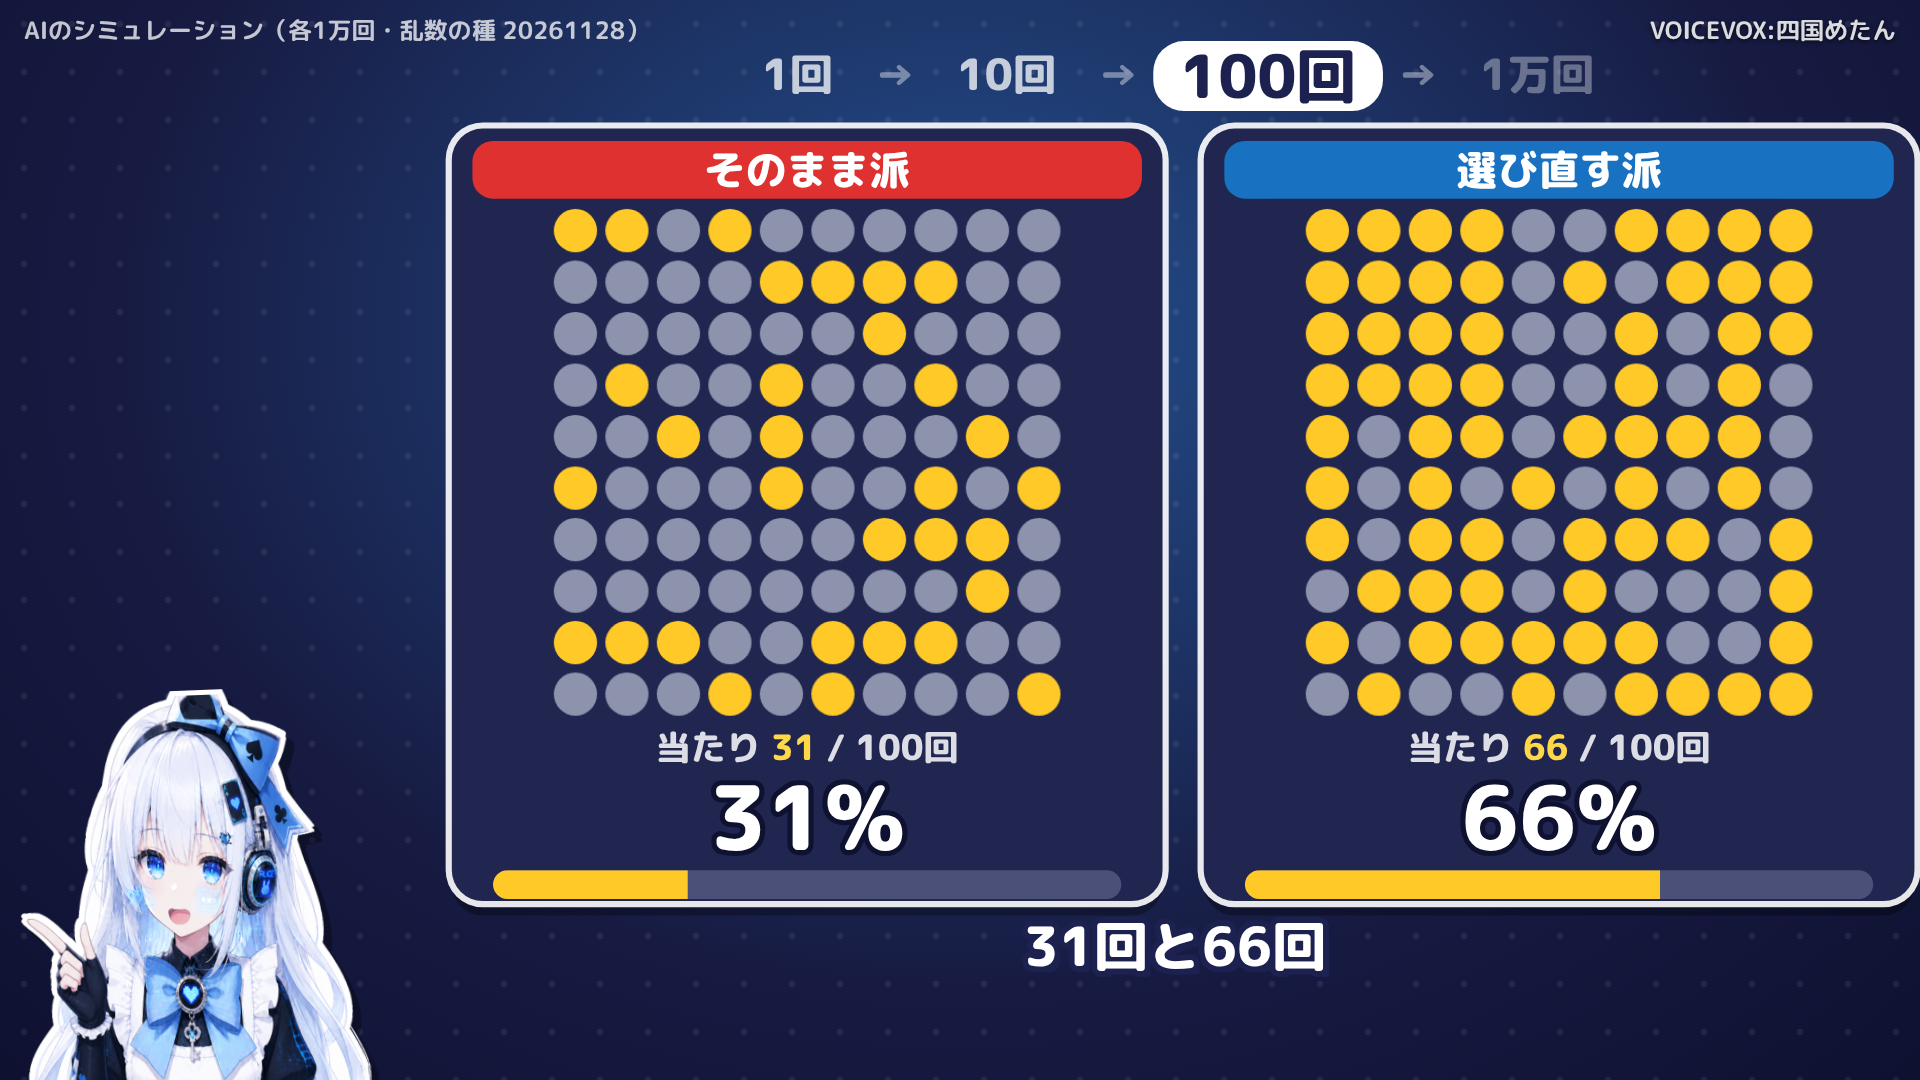 AIのシミュレーション（各1万回・乱数の種 20261128）
VOICEVOX:四国めたん
1回 → 10回 → 100回 → 1万回
そのまま派
選び直す派
当たり 31 / 100回
31%
当たり 66 / 100回
66%
31回と66回